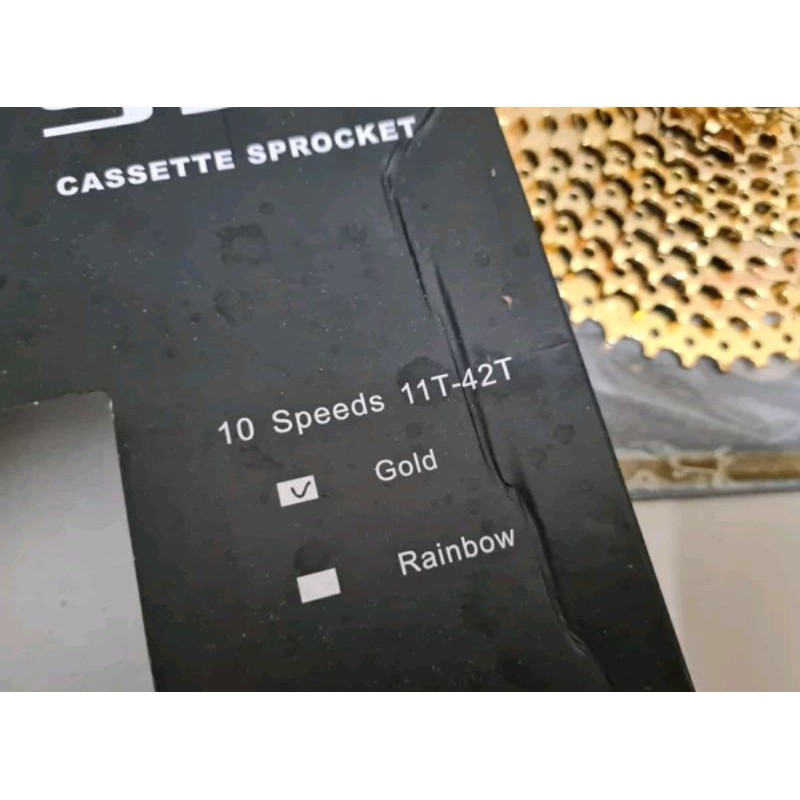 CASSETTE SPROCKET
10 Speeds 11T-42T
Gold
Rainbow